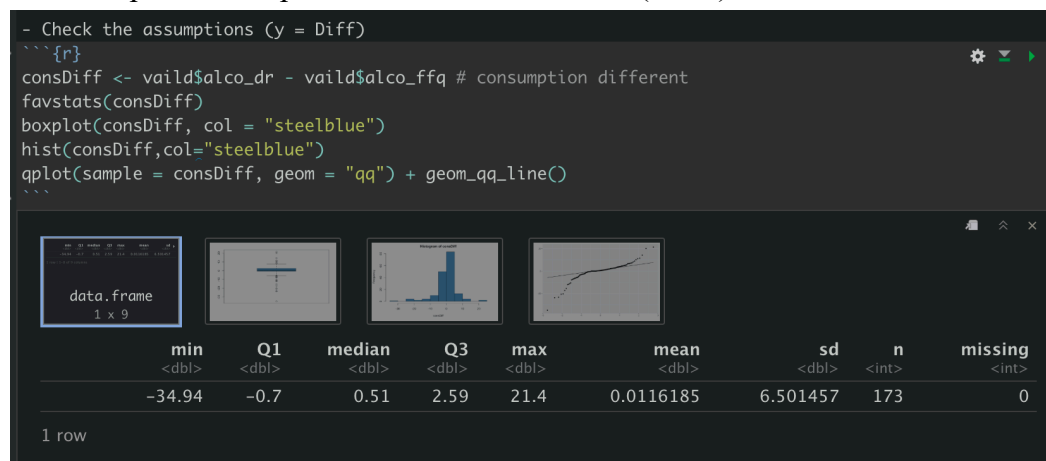 - Check the assumptions (y = Diff)
```{r}
consDiff <- vaild$alco_dr - vaild$alco_ffq # consumption different
favstats(consDiff)
boxplot(consDiff, col = "steelblue")
hist(consDiff,col="steelblue")
qplot(sample = consDiff, geom = "qq") + geom_qq_line()
```
data.frame
1 x 9
Histogram of consDiff
min Q1 median Q3 max mean sd n missing
<dbl> <dbl> <dbl> <dbl> <dbl> <dbl> <dbl> <int> <int>
-34.94 -0.7 0.51 2.59 21.4 0.0116185 6.501457 173 0
1 row